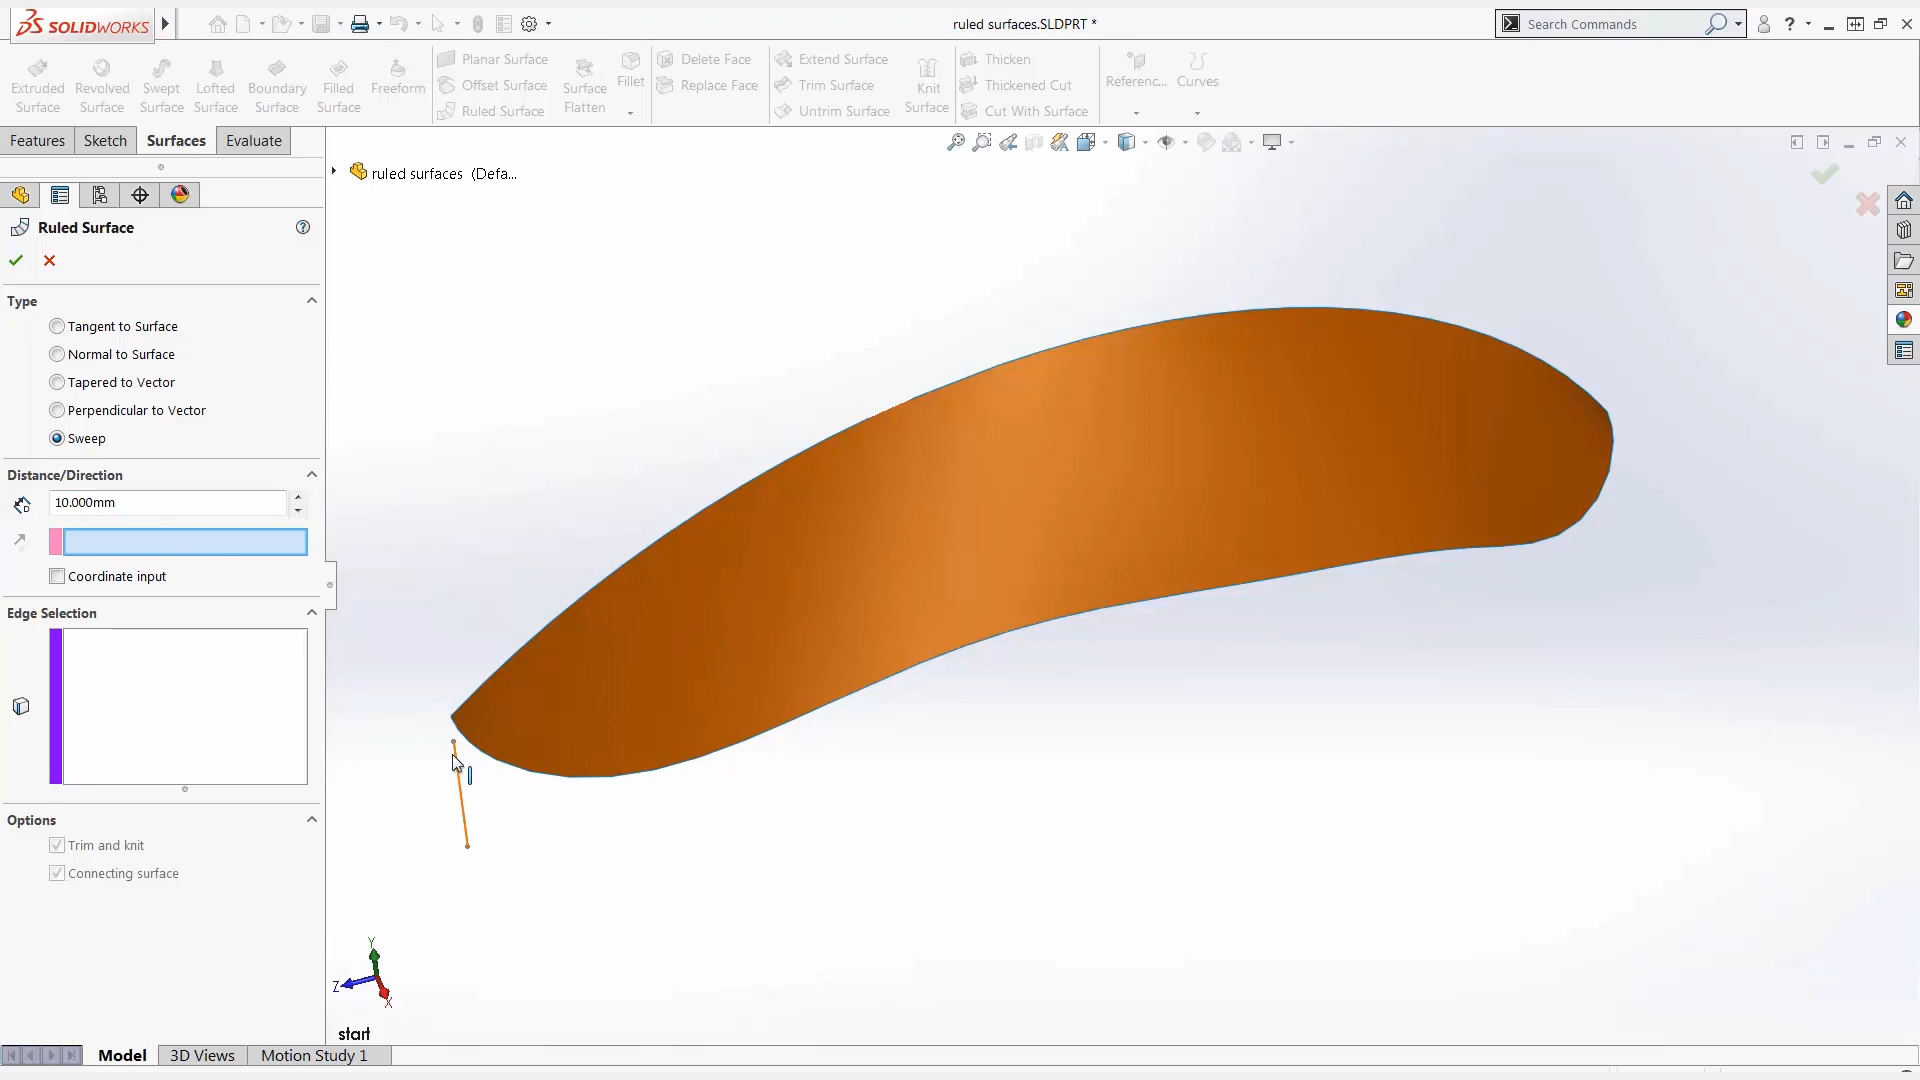 SOLIDWORKS
ruled surfaces.SLDPRT *
Search Commands
Extruded Surface
Revolved Surface
Swept Surface
Lofted Surface
Boundary Surface
Filled Surface
Freeform
Planar Surface
Offset Surface
Ruled Surface
Surface Flatten
Fillet
Delete Face
Replace Face
Extend Surface
Trim Surface
Untrim Surface
Knit Surface
Thicken
Thickened Cut
Cut With Surface
Referenc...
Curves
Features
Sketch
Surfaces
Evaluate
ruled surfaces (Defa...
Ruled Surface
Type
Tangent to Surface
Normal to Surface
Tapered to Vector
Perpendicular to Vector
Sweep
Distance/Direction
10.000mm
Coordinate input
Edge Selection
Options
Trim and knit
Connecting surface
Y
Z
X
start
Model
3D Views
Motion Study 1